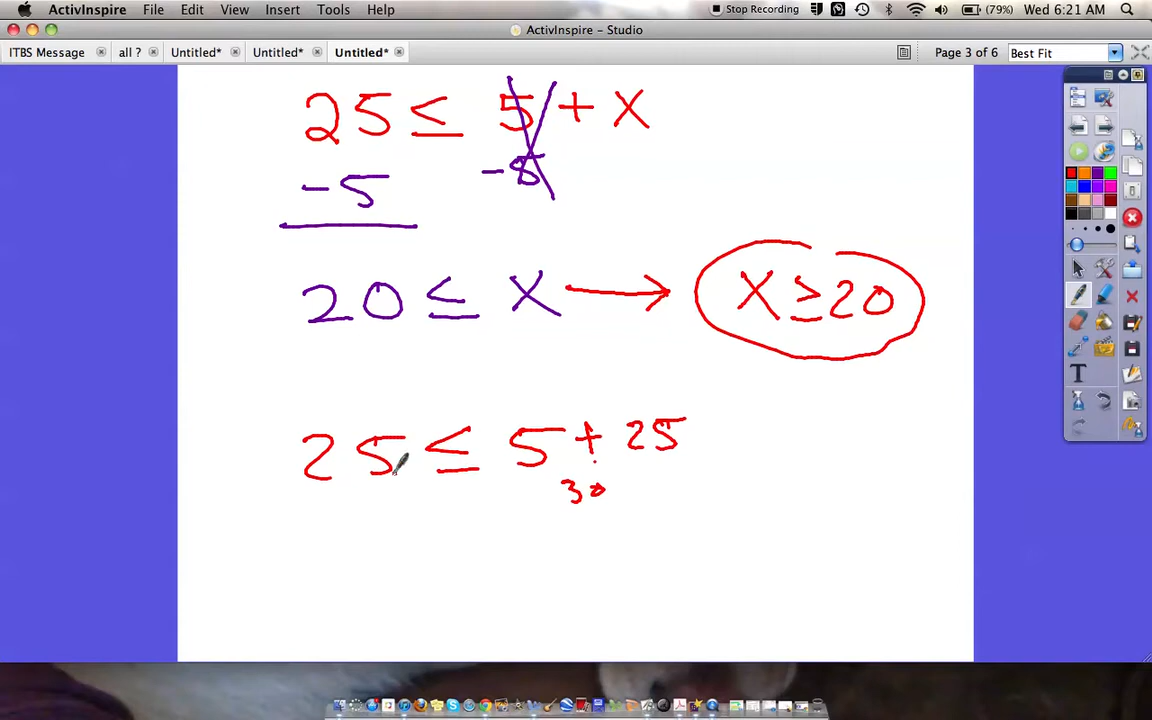 ActivInspire File Edit View Insert Tools Help Stop Recording (79%) Wed 6:21 AM
ActivInspire – Studio
ITBS Message all ? Untitled* Untitled* Untitled* Page 3 of 6 Best Fit
25 ≤ 5 + X
-5 -5
20 ≤ X → X ≥ 20
25 ≤ 5 + 25
30
T